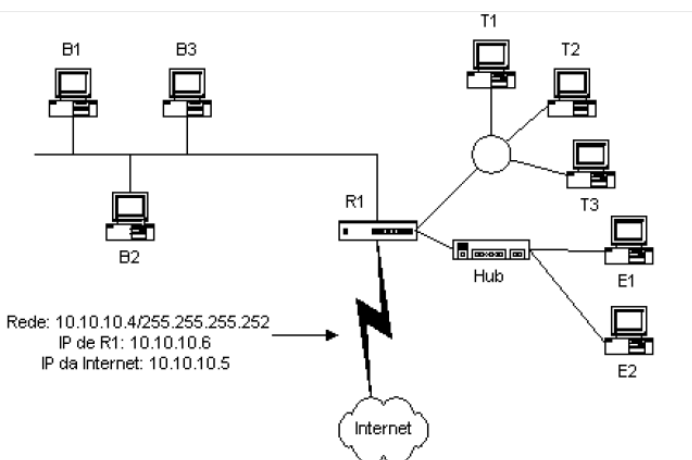 T1
B1
B3
T2
R1
T3
B2
Hub
E1
Rede: 10.10.10.4/255.255.255.252
IP de R1: 10.10.10.6
IP da Internet: 10.10.10.5
E2
Internet